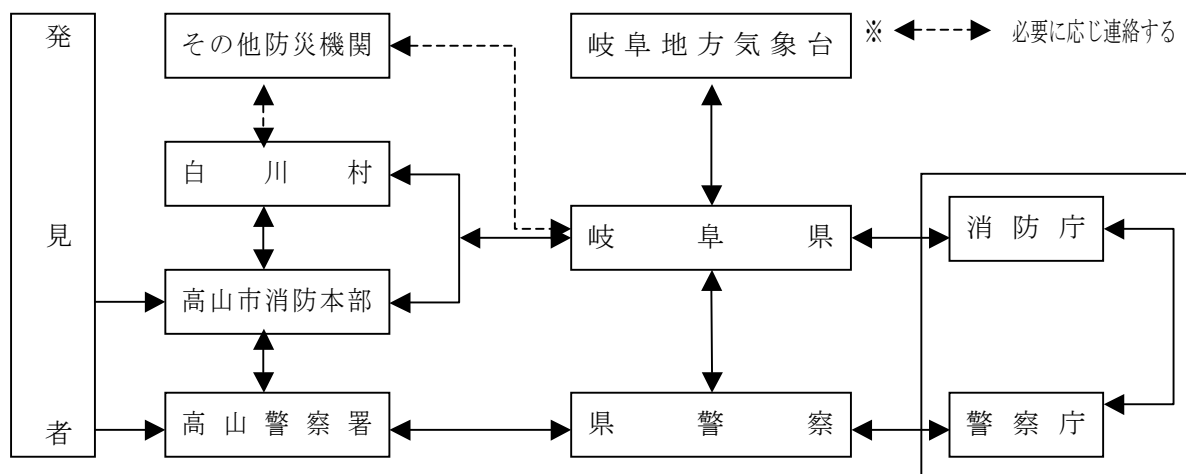 発見者
その他防災機関
岐阜地方気象台
※
必要に応じ連絡する
白川村
岐阜県
消防庁
高山市消防本部
高山警察署
県警察
警察庁